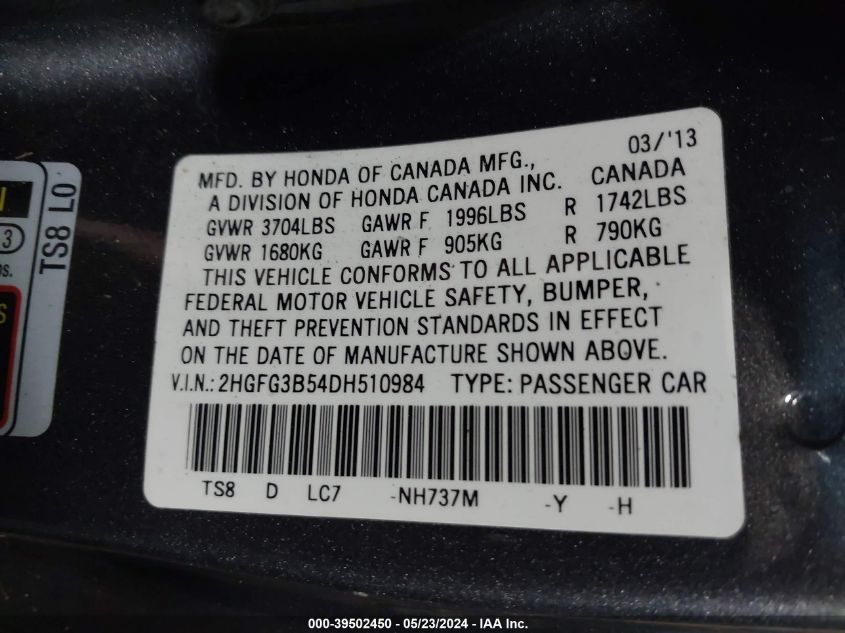 03/'13
MFD. BY HONDA OF CANADA MFG.,
A DIVISION OF HONDA CANADA INC. CANADA
GVWR 3704LBS GAWR F 1996LBS R 1742LBS
GVWR 1680KG GAWR F 905KG R 790KG
THIS VEHICLE CONFORMS TO ALL APPLICABLE
FEDERAL MOTOR VEHICLE SAFETY, BUMPER,
AND THEFT PREVENTION STANDARDS IN EFFECT
ON THE DATE OF MANUFACTURE SHOWN ABOVE.
V.I.N.: 2HGFG3B54DH510984 TYPE: PASSENGER CAR
TS8 D LC7 -NH737M -Y -H
TS8 L0
3
000-39502450 - 05/23/2024 - IAA Inc.